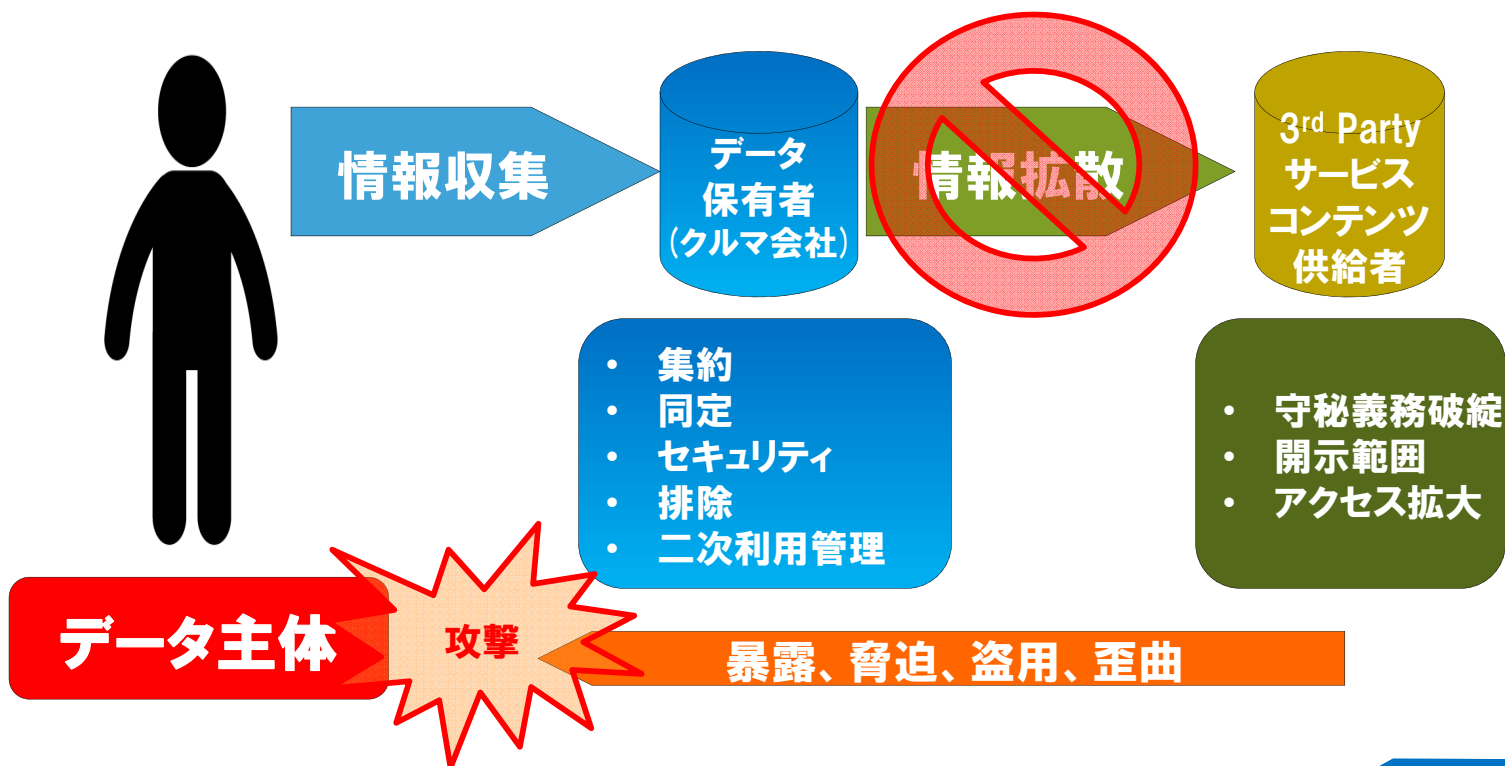 情報収集
データ
保有者
(クルマ会社)
情報拡散
3rd Party
サービス
コンテンツ
供給者
• 集約
• 同定
• セキュリティ
• 排除
• 二次利用管理
• 守秘義務破綻
• 開示範囲
• アクセス拡大
データ主体
攻撃
暴露、脅迫、盗用、歪曲